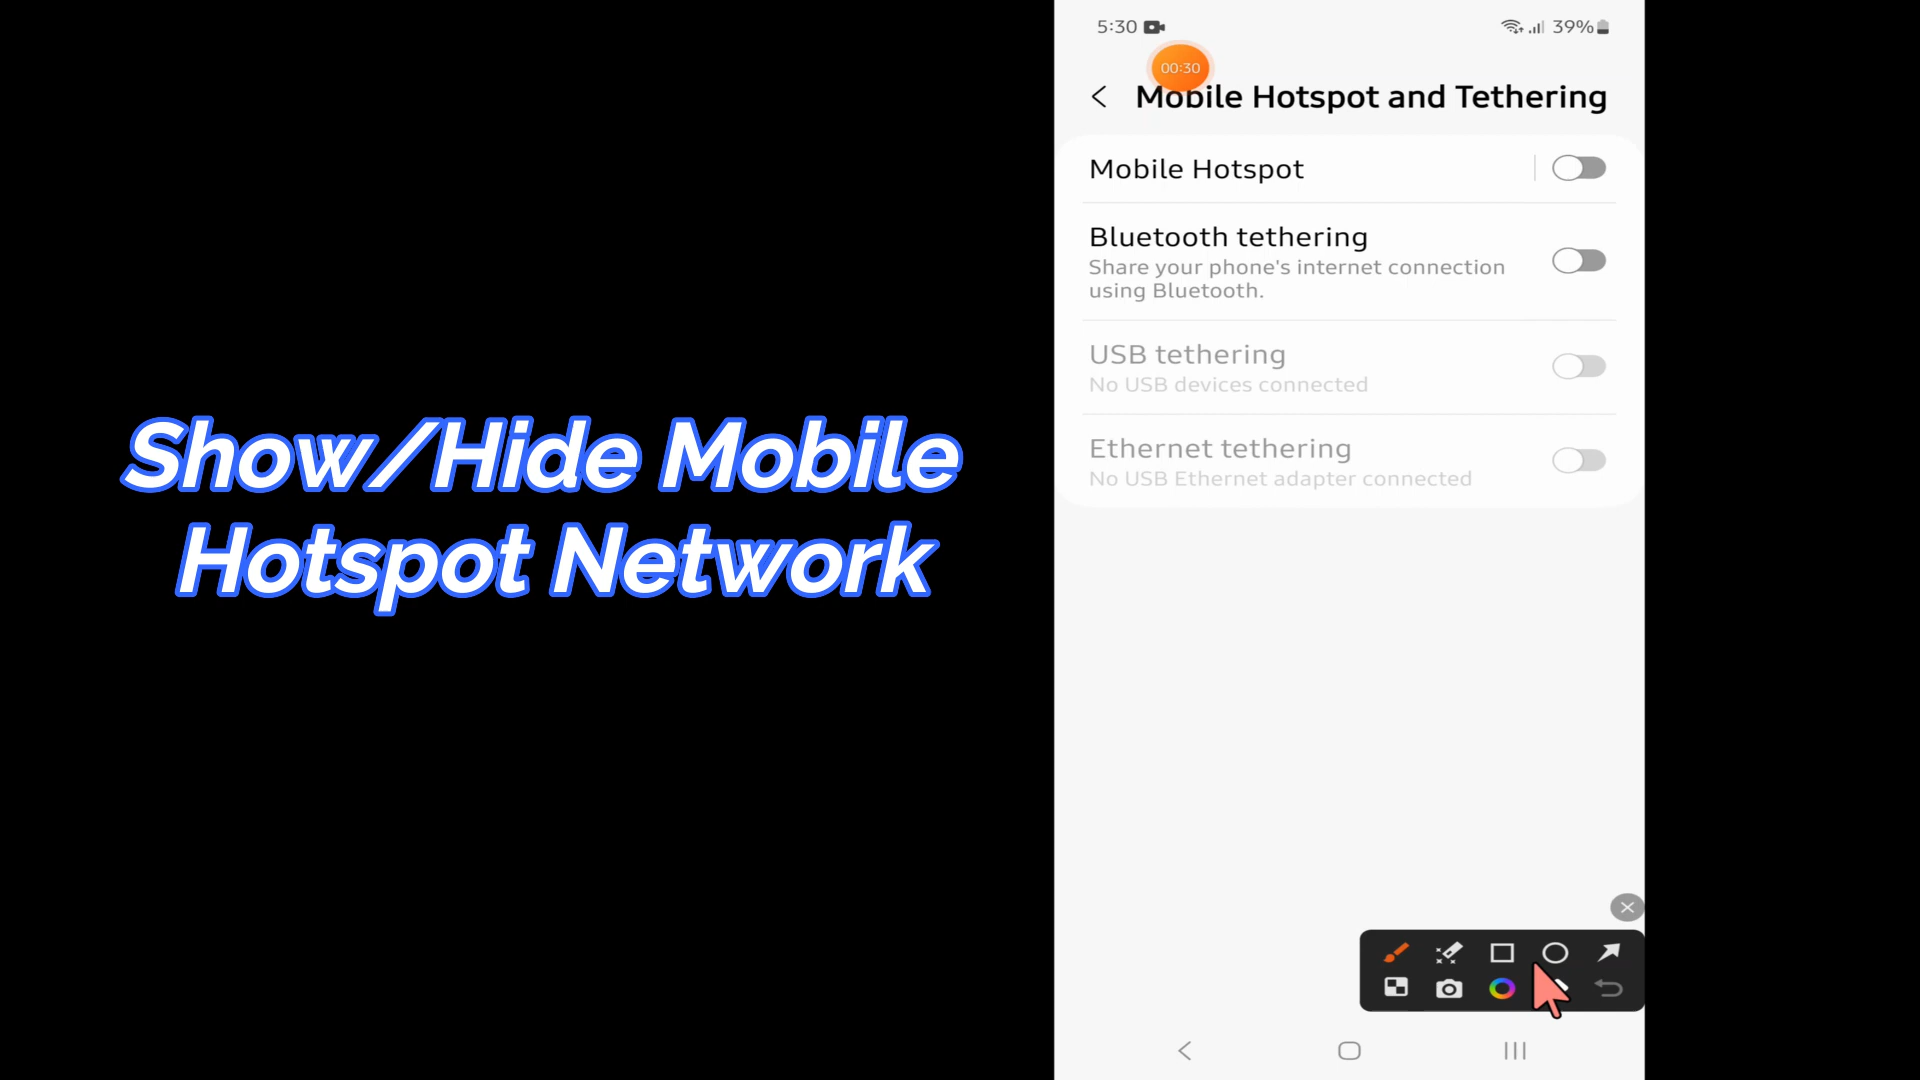 Show/Hide Mobile
Hotspot Network
5:30
39%
00:30
Mobile Hotspot and Tethering
Mobile Hotspot
Bluetooth tethering
Share your phone's internet connection
using Bluetooth.
USB tethering
No USB devices connected
Ethernet tethering
No USB Ethernet adapter connected